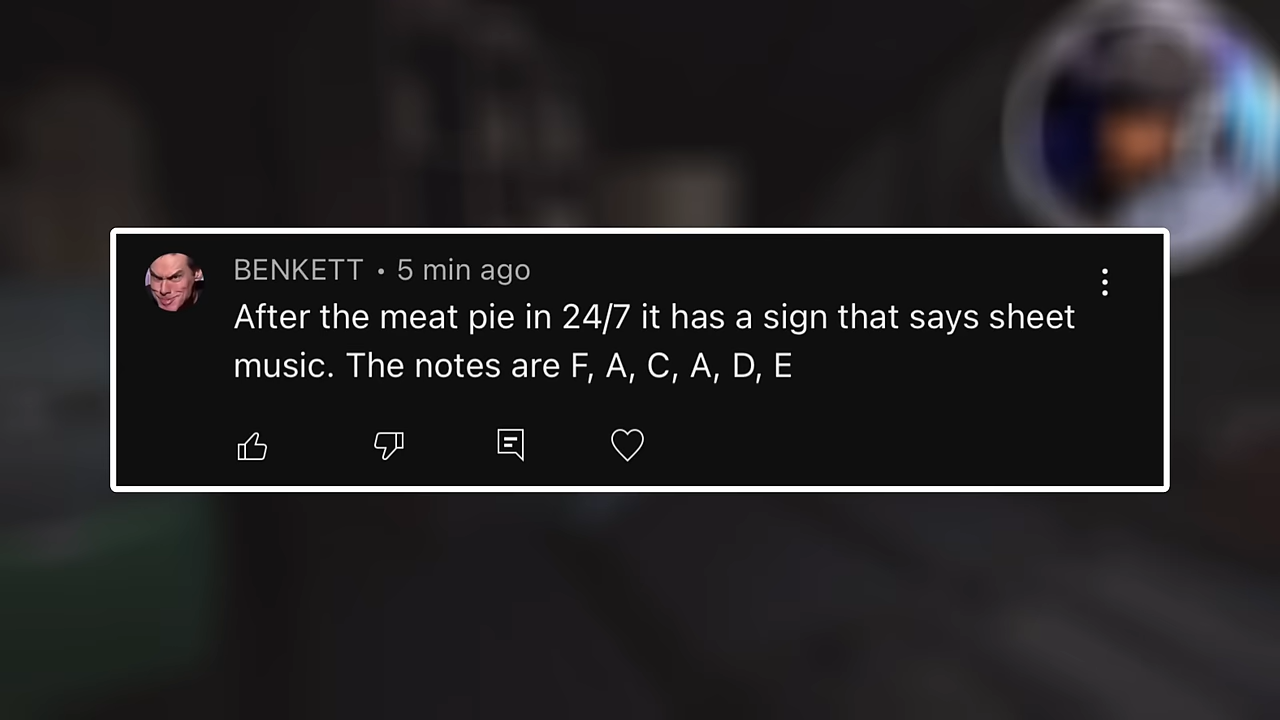 BENKETT • 5 min ago
After the meat pie in 24/7 it has a sign that says sheet
music. The notes are F, A, C, A, D, E